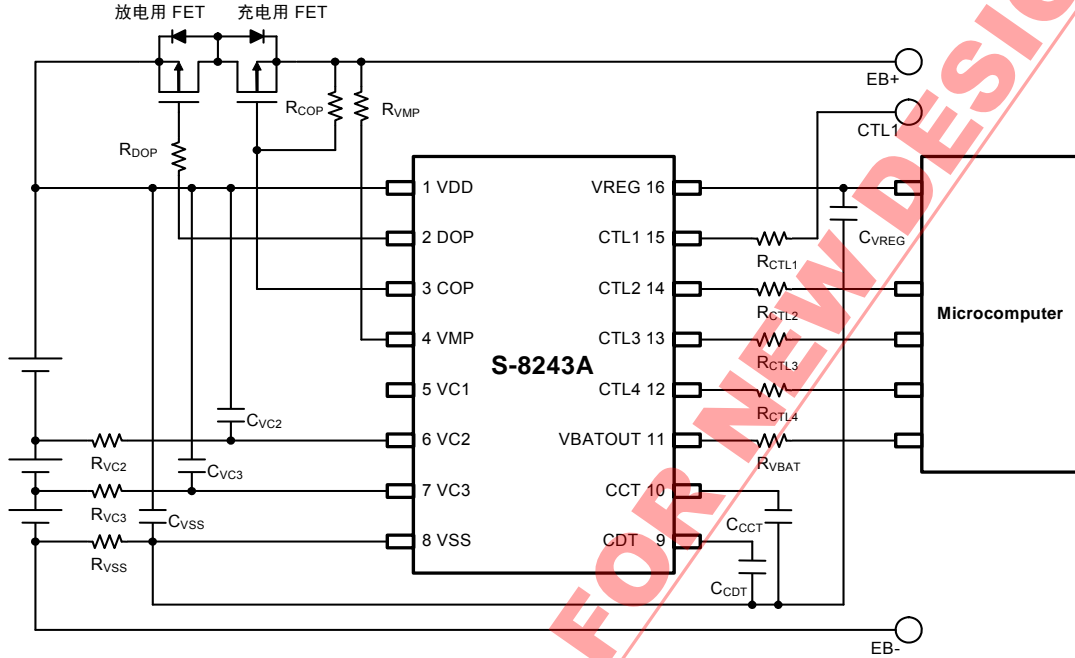 放电用 FET
充电用 FET
EB+
RCOP
RVMP
CTL1
RDOP
1 VDD
VREG 16
2 DOP
CTL1 15
CVREG
RCTL1
3 COP
CTL2 14
RCTL2
Microcomputer
4 VMP
CTL3 13
S-8243A
RCTL3
5 VC1
CTL4 12
CVC2
RCTL4
6 VC2
VBATOUT 11
RVC2
CVC3
RVBAT
7 VC3
CCT 10
RVC3
CVSS
CCCT
8 VSS
CDT 9
RVSS
CCDT
EB-
FOR NEW DESIG